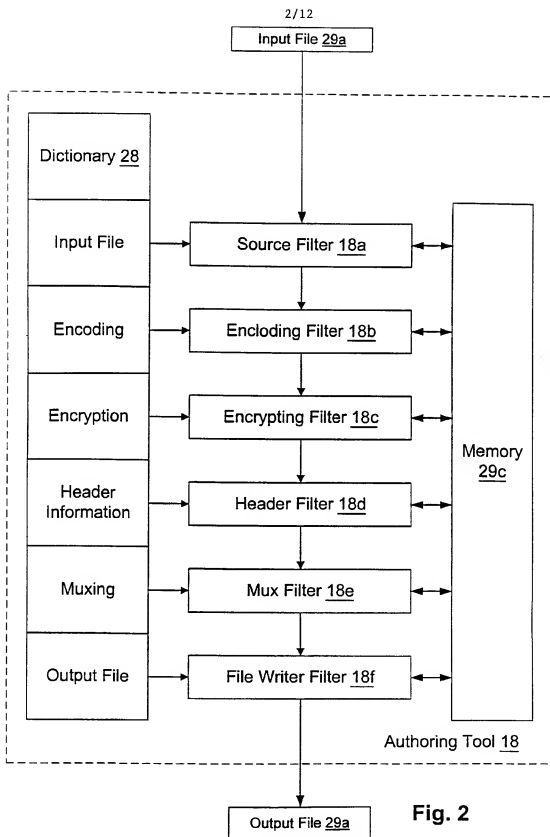 2/12
Input File 29a
Dictionary 28
Input File
Source Filter 18a
Encoding
Encloding Filter 18b
Encryption
Encrypting Filter 18c
Memory
29c
Header
Information
Header Filter 18d
Muxing
Mux Filter 18e
Output File
File Writer Filter 18f
Authoring Tool 18
Output File 29a
Fig. 2